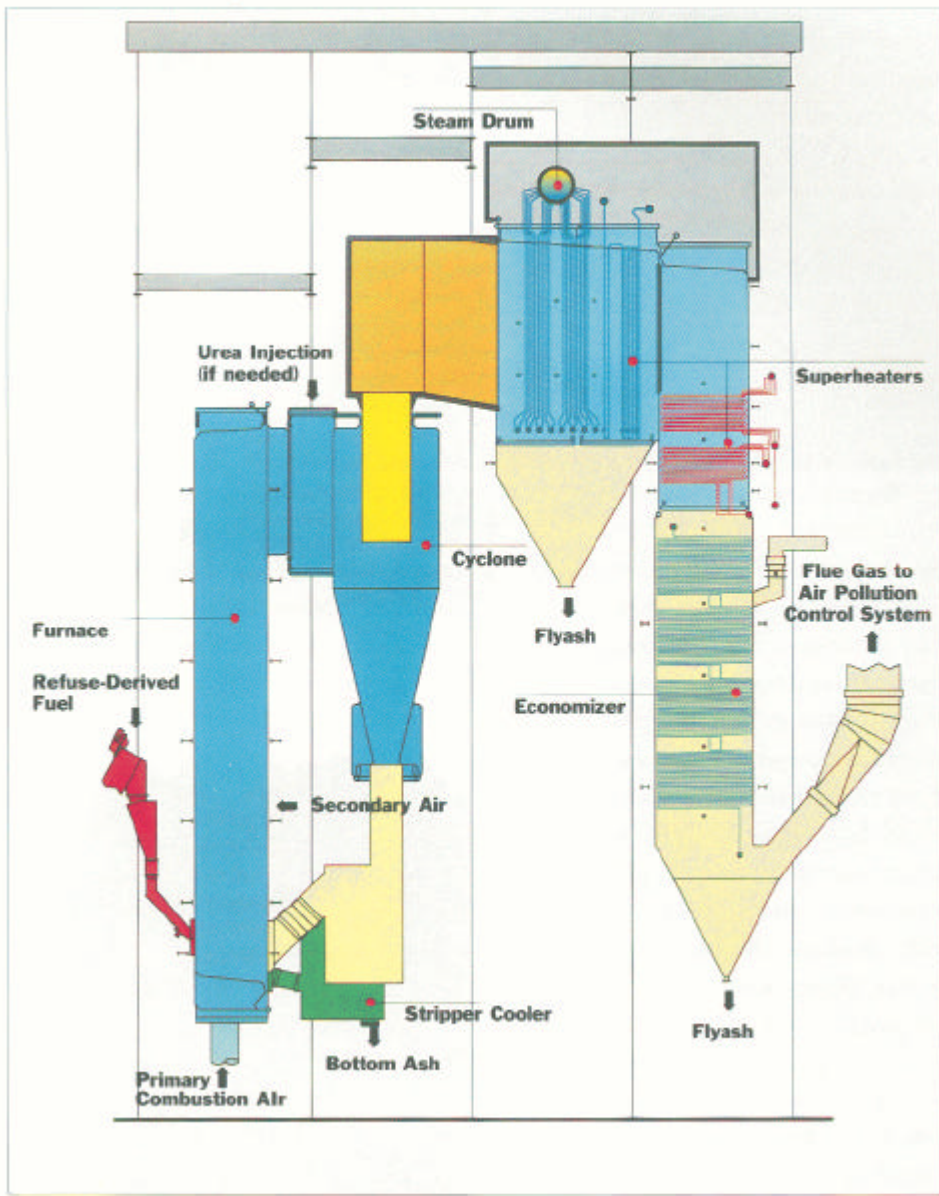 Steam Drum
Urea Injection
(if needed)
Superheaters
Cyclone
Flue Gas to
Air Pollution
Control System
Furnace
Flyash
Refuse-Derived
Fuel
Economizer
Secondary Air
Stripper Cooler
Flyash
Bottom Ash
Primary
Combustion AIr